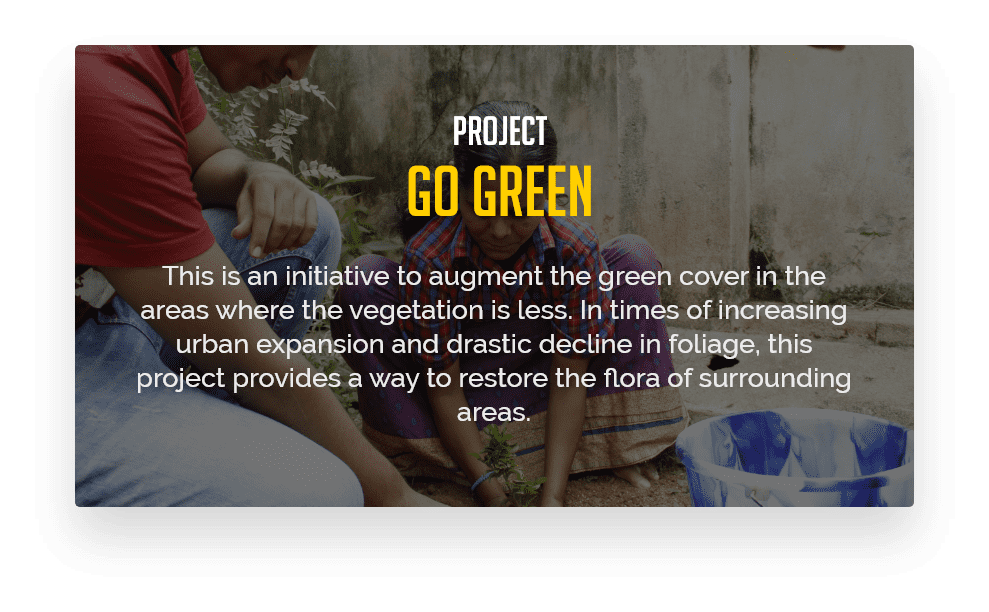 PROJECT
GO GREEN
This is an initiative to augment the green cover in the
areas where the vegetation is less. In times of increasing
urban expansion and drastic decline in foliage, this
project provides a way to restore the flora of surrounding
areas.